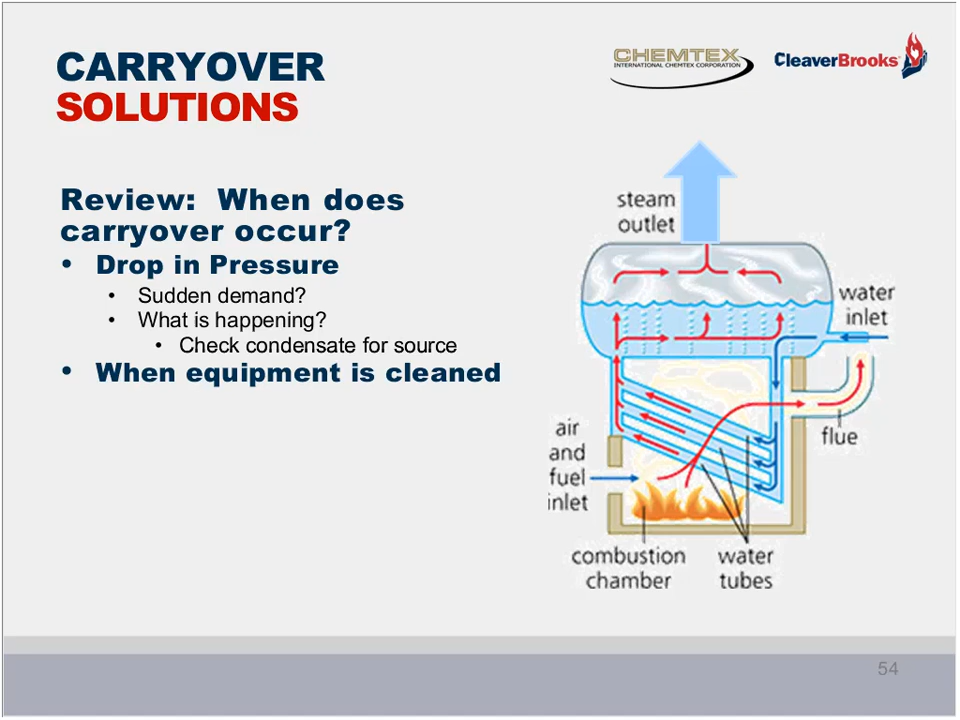 CARRYOVER
SOLUTIONS
CHEMTEX
INTERNATIONAL CHEMTEX CORPORATION
CleaverBrooks
Review: When does
carryover occur?
• Drop in Pressure
• Sudden demand?
• What is happening?
• Check condensate for source
• When equipment is cleaned
steam
outlet
water
inlet
flue
air
and
fuel
inlet
combustion
chamber
water
tubes
54